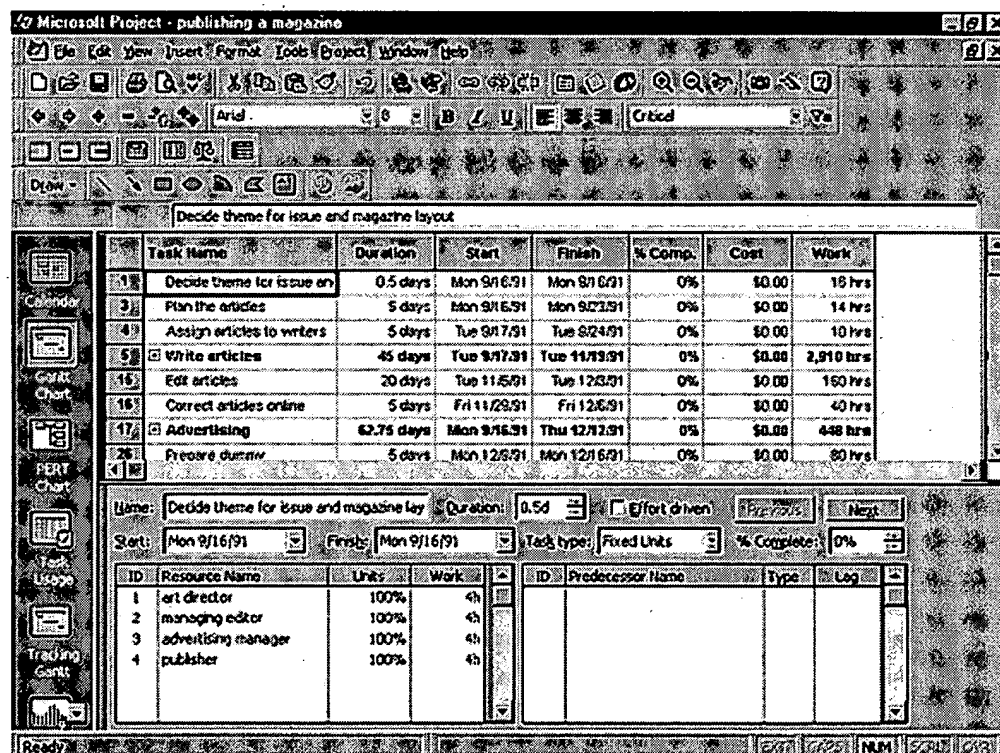 Microsoft Project - publishing a magazine
File Edit View Insert Format Tools Project Window Help
Arial 8 B I U Critical
Draw
Decide theme for issue and magazine layout
Task Name Duration Start Finish % Comp. Cost Work
1 Decide theme for issue an 0.5 days Mon 9/16/91 Mon 9/16/91 0% $0.00 16 hrs
3 Plan the articles 5 days Mon 9/16/91 Mon 9/23/91 0% $0.00 14 hrs
4 Assign articles to writers 5 days Tue 9/17/91 Tue 9/24/91 0% $0.00 10 hrs
5 Write articles 45 days Tue 9/17/91 Tue 11/19/91 0% $0.00 2,910 hrs
Edit articles 20 days Tue 11/5/91 Tue 12/3/91 0% $0.00 160 hrs
16 Correct articles online 5 days Fri 11/29/91 Fri 12/6/91 0% $0.00 40 hrs
17 Advertising 62.75 days Mon 9/16/91 Thu 12/12/91 0% $0.00 448 hrs
Prepare dummy 5 days Mon 12/9/91 Mon 12/16/91 0% $0.00 80 hrs
Calendar
Gantt Chart
PERT Chart
Task Usage
Tracking Gantt
Name: Decide theme for issue and magazine lay Duration: 0.5d Effort driven Previous Next
Start: Mon 9/16/91 Finish: Mon 9/16/91 Task type: Fixed Units % Complete: 0%
ID Resource Name Units Work ID Predecessor Name Type Lag
1 art director 100% 4h
2 managing editor 100% 4h
3 advertising manager 100% 4h
4 publisher 100% 4h
Ready EXT CAPS NUM SCRL OVR